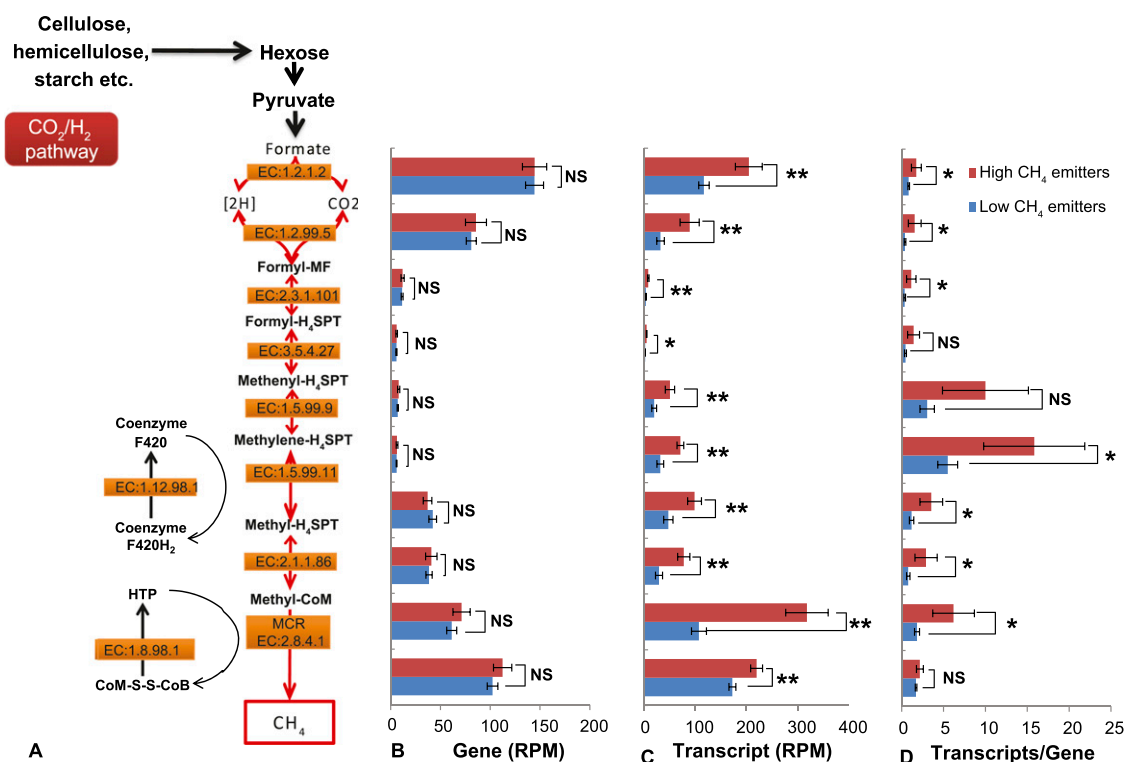 Cellulose,
hemicellulose,
starch etc.
Hexose
Pyruvate
CO2/H2
pathway
Formate
EC:1.2.1.2
[2H]
CO2
EC:1.2.99.5
Formyl-MF
EC:2.3.1.101
Formyl-H4SPT
EC:3.5.4.27
Methenyl-H4SPT
EC:1.5.99.9
Methylene-H4SPT
EC:1.5.99.11
Methyl-H4SPT
EC:2.1.1.86
Methyl-CoM
MCR
EC:2.8.4.1
CH4
Coenzyme
F420
EC:1.12.98.1
Coenzyme
F420H2
HTP
EC:1.8.98.1
CoM-S-S-CoB
A
NS
NS
NS
NS
NS
NS
NS
NS
NS
NS
0 50 100 150 200
B Gene (RPM)
**
**
**
*
**
**
**
**
**
**
0 100 200 300 400
C Transcript (RPM)
*
*
*
NS
NS
*
*
*
*
NS
High CH4 emitters
Low CH4 emitters
0 5 10 15 20 25
D Transcripts/Gene